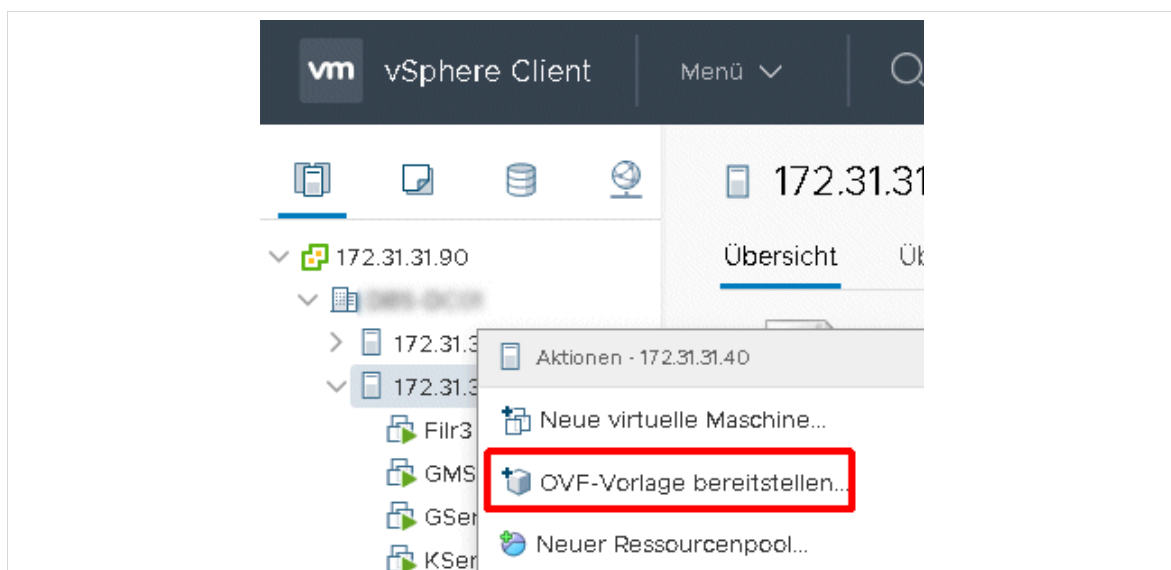 vm vSphere Client Menü
172.31.31
Übersicht Üb
172.31.31.90
172.31.3
Aktionen - 172.31.31.40
172.31.3
Neue virtuelle Maschine...
Filr3
GMS
OVF-Vorlage bereitstellen...
GSer
Neuer Ressourcenpool...
KSer